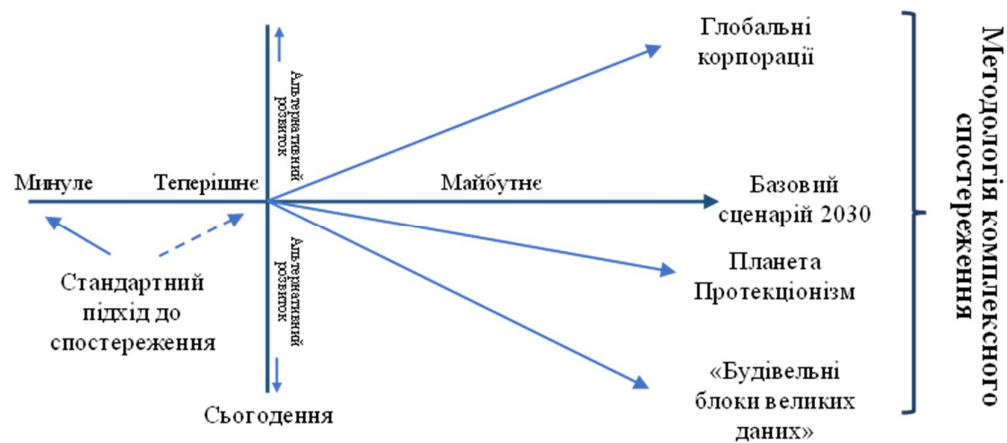 Глобальні
корпорації
Альтернативний
розвиток
Минуле
Теперішнє
Майбутнє
Базовий
сценарій 2030
Альтернативний
розвиток
Стандартний
підхід до
спостереження
Планета
Протекціонізм
Сьогодення
«Будівельні
блоки великих
даних»
Методологія комплексного
спостереження